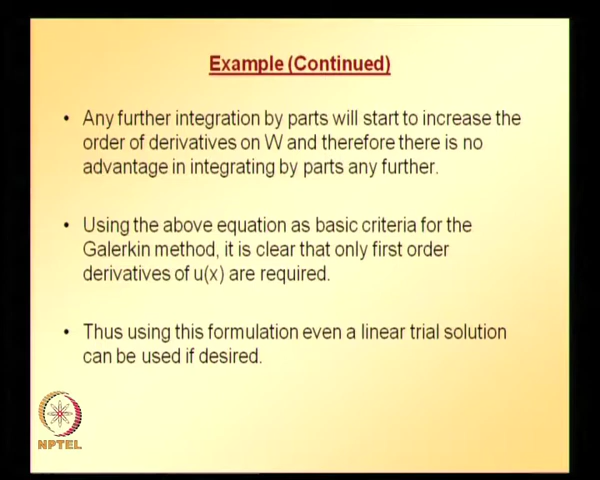 Example (Continued)
• Any further integration by parts will start to increase the
order of derivatives on W and therefore there is no
advantage in integrating by parts any further.
• Using the above equation as basic criteria for the
Galerkin method, it is clear that only first order
derivatives of u(x) are required.
• Thus using this formulation even a linear trial solution
can be used if desired.
NPTEL